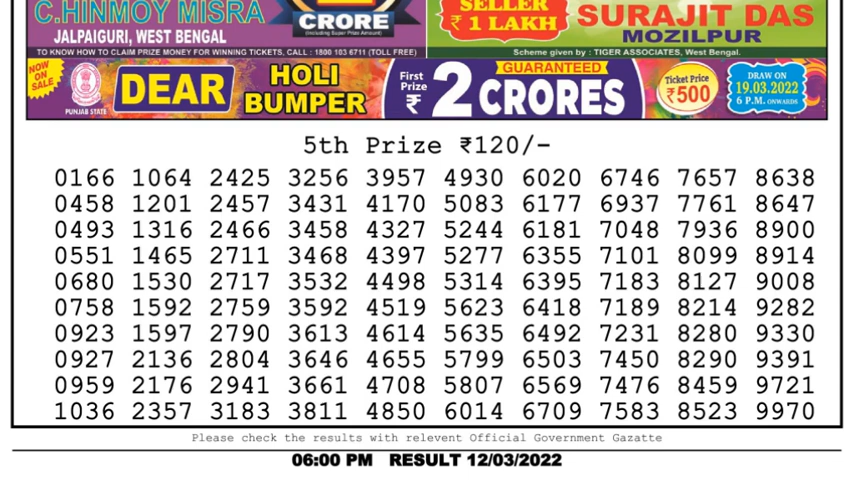 C.HINMOY MISRA
JALPAIGURI, WEST BENGAL
CRORE
(Including Super Prize Amount)
TO KNOW HOW TO CLAIM PRIZE MONEY FOR WINNING TICKETS, CALL : 1800 103 6711 (TOLL FREE)
SELLER
₹ 1 LAKH
SURAJIT DAS
MOZILPUR
Scheme given by : TIGER ASSOCIATES, West Bengal.
NOW ON SALE
PUNJAB STATE
DEAR
HOLI
BUMPER
First
Prize
₹
GUARANTEED
2 CRORES
Ticket Price
₹500
DRAW ON
19.03.2022
6 P.M. ONWARDS
5th Prize ₹120/-
0166 1064 2425 3256 3957 4930 6020 6746 7657 8638
0458 1201 2457 3431 4170 5083 6177 6937 7761 8647
0493 1316 2466 3458 4327 5244 6181 7048 7936 8900
0551 1465 2711 3468 4397 5277 6355 7101 8099 8914
0680 1530 2717 3532 4498 5314 6395 7183 8127 9008
0758 1592 2759 3592 4519 5623 6418 7189 8214 9282
0923 1597 2790 3613 4614 5635 6492 7231 8280 9330
0927 2136 2804 3646 4655 5799 6503 7450 8290 9391
0959 2176 2941 3661 4708 5807 6569 7476 8459 9721
1036 2357 3183 3811 4850 6014 6709 7583 8523 9970
Please check the results with relevent Official Government Gazatte
06:00 PM RESULT 12/03/2022